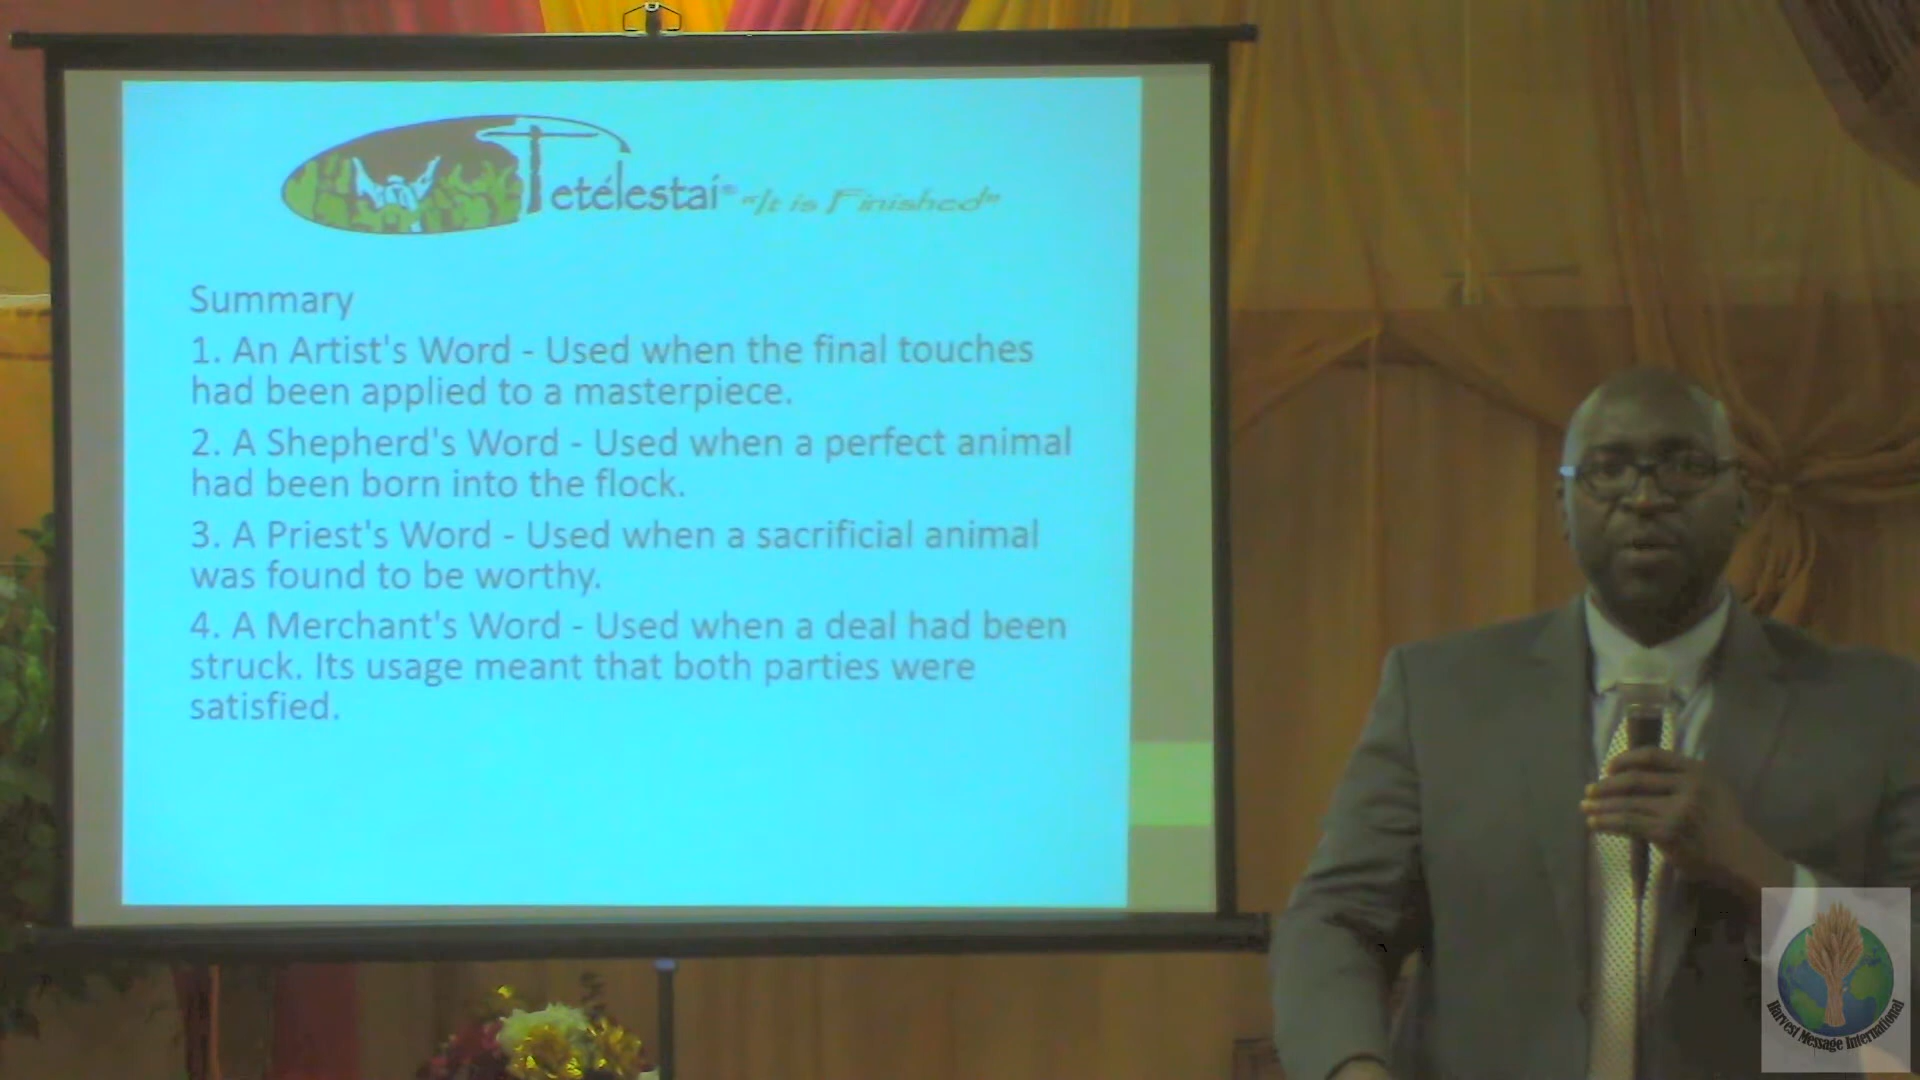 Tetélestai® "It is Finished"
Summary
1. An Artist's Word - Used when the final touches
had been applied to a masterpiece.
2. A Shepherd's Word - Used when a perfect animal
had been born into the flock.
3. A Priest's Word - Used when a sacrificial animal
was found to be worthy.
4. A Merchant's Word - Used when a deal had been
struck. Its usage meant that both parties were
satisfied.
Harvest Message International